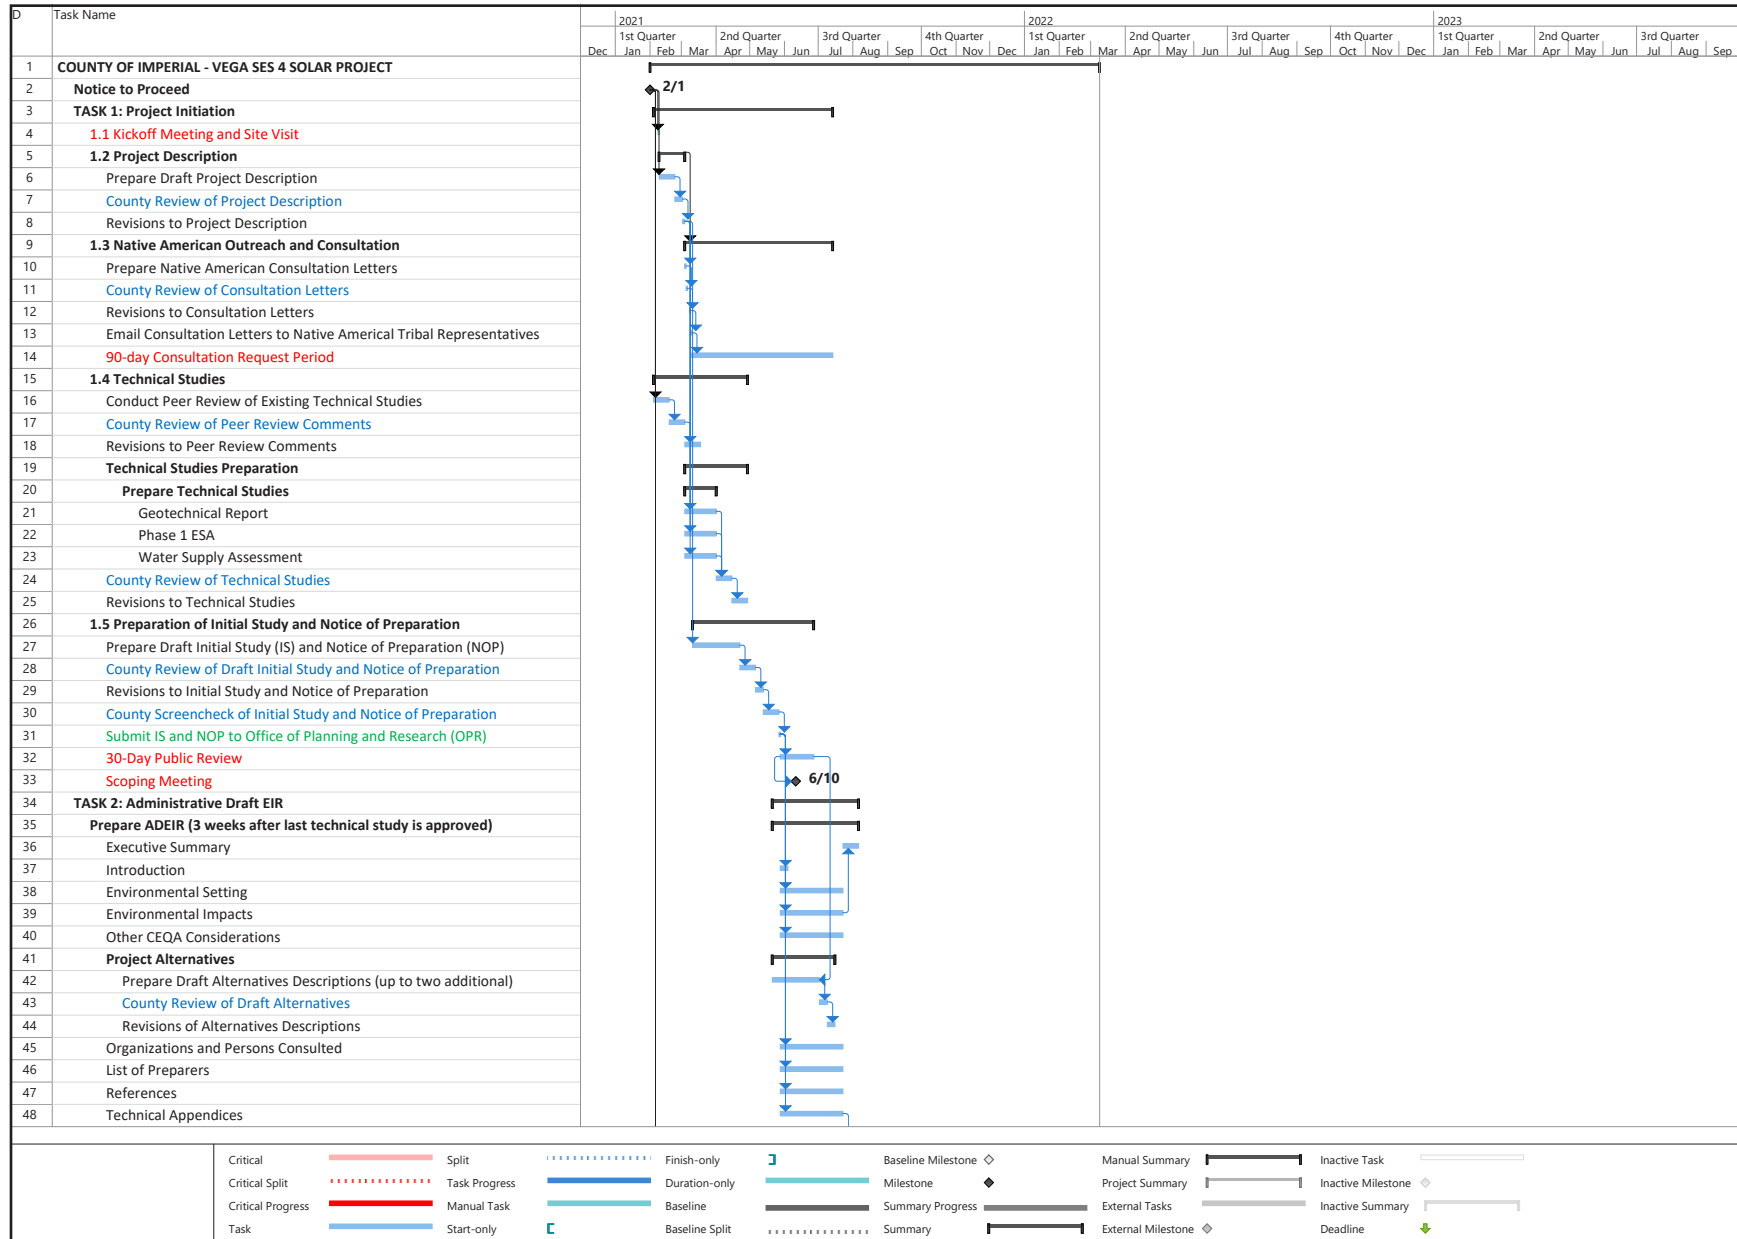 D Task Name
2021 2022 2023
1st Quarter 2nd Quarter 3rd Quarter 4th Quarter 1st Quarter 2nd Quarter 3rd Quarter 4th Quarter 1st Quarter 2nd Quarter 3rd Quarter
Dec Jan Feb Mar Apr May Jun Jul Aug Sep Oct Nov Dec Jan Feb Mar Apr May Jun Jul Aug Sep Oct Nov Dec Jan Feb Mar Apr May Jun Jul Aug Sep
1 COUNTY OF IMPERIAL - VEGA SES 4 SOLAR PROJECT
2 Notice to Proceed 2/1
3 TASK 1: Project Initiation
4 1.1 Kickoff Meeting and Site Visit
5 1.2 Project Description
6 Prepare Draft Project Description
7 County Review of Project Description
8 Revisions to Project Description
9 1.3 Native American Outreach and Consultation
10 Prepare Native American Consultation Letters
11 County Review of Consultation Letters
12 Revisions to Consultation Letters
13 Email Consultation Letters to Native Americal Tribal Representatives
14 90-day Consultation Request Period
15 1.4 Technical Studies
16 Conduct Peer Review of Existing Technical Studies
17 County Review of Peer Review Comments
18 Revisions to Peer Review Comments
19 Technical Studies Preparation
20 Prepare Technical Studies
21 Geotechnical Report
22 Phase 1 ESA
23 Water Supply Assessment
24 County Review of Technical Studies
25 Revisions to Technical Studies
26 1.5 Preparation of Initial Study and Notice of Preparation
27 Prepare Draft Initial Study (IS) and Notice of Preparation (NOP)
28 County Review of Draft Initial Study and Notice of Preparation
29 Revisions to Initial Study and Notice of Preparation
30 County Screencheck of Initial Study and Notice of Preparation
31 Submit IS and NOP to Office of Planning and Research (OPR)
32 30-Day Public Review
33 Scoping Meeting 6/10
34 TASK 2: Administrative Draft EIR
35 Prepare ADEIR (3 weeks after last technical study is approved)
36 Executive Summary
37 Introduction
38 Environmental Setting
39 Environmental Impacts
40 Other CEQA Considerations
41 Project Alternatives
42 Prepare Draft Alternatives Descriptions (up to two additional)
43 County Review of Draft Alternatives
44 Revisions of Alternatives Descriptions
45 Organizations and Persons Consulted
46 List of Preparers
47 References
48 Technical Appendices
Critical Split Finish-only Baseline Milestone Manual Summary Inactive Task
Critical Split Task Progress Duration-only Milestone Project Summary Inactive Milestone
Critical Progress Manual Task Baseline Summary Progress External Tasks Inactive Summary
Task Start-only Baseline Split Summary External Milestone Deadline